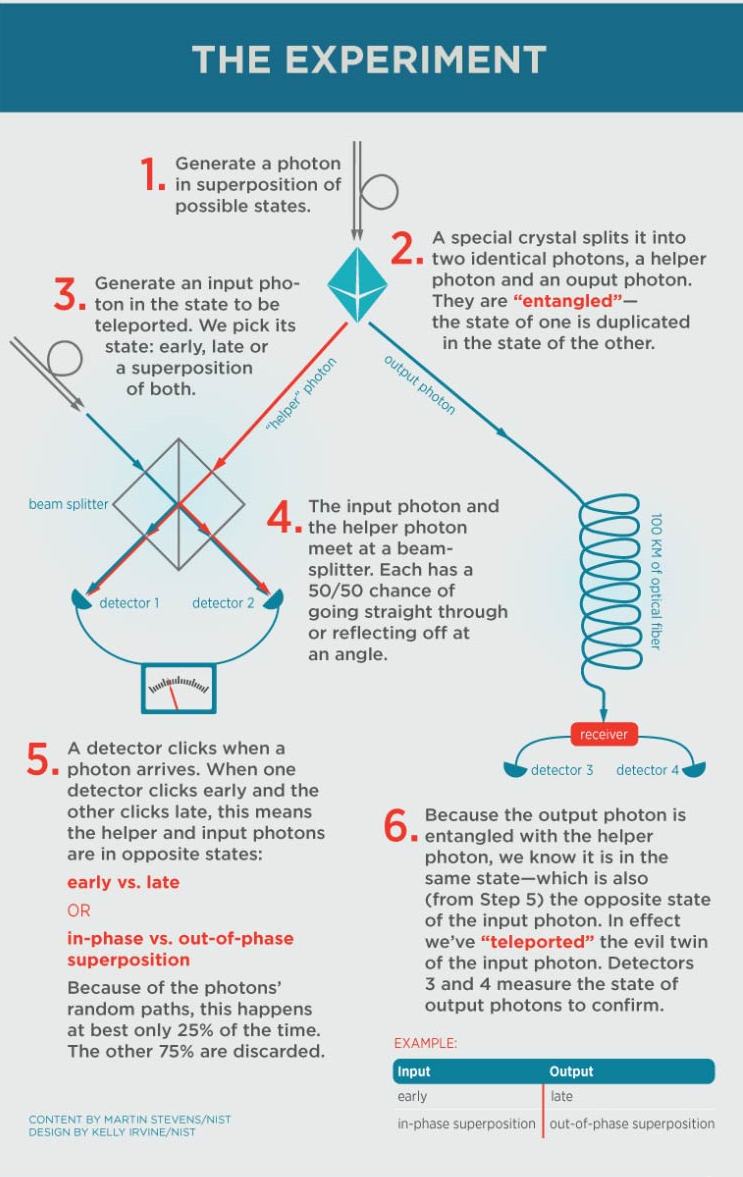 THE EXPERIMENT
1. Generate a photon
in superposition of
possible states.
2. A special crystal splits it into
two identical photons, a helper
photon and an ouput photon.
They are “entangled”—
the state of one is duplicated
in the state of the other.
3. Generate an input pho-
ton in the state to be
teleported. We pick its
state: early, late or
a superposition
of both.
"helper" photon
output photon
beam splitter
4. The input photon and
the helper photon
meet at a beam-
splitter. Each has a
50/50 chance of
going straight through
or reflecting off at
an angle.
100 KM of optical fiber
detector 1
detector 2
receiver
detector 3
detector 4
5. A detector clicks when a
photon arrives. When one
detector clicks early and the
other clicks late, this means
the helper and input photons
are in opposite states:
early vs. late
OR
in-phase vs. out-of-phase
superposition
Because of the photons’
random paths, this happens
at best only 25% of the time.
The other 75% are discarded.
6. Because the output photon is
entangled with the helper
photon, we know it is in the
same state—which is also
(from Step 5) the opposite state
of the input photon. In effect
we’ve “teleported” the evil twin
of the input photon. Detectors
3 and 4 measure the state of
output photons to confirm.
EXAMPLE:
Input Output
early late
in-phase superposition out-of-phase superposition
CONTENT BY MARTIN STEVENS/NIST
DESIGN BY KELLY IRVINE/NIST